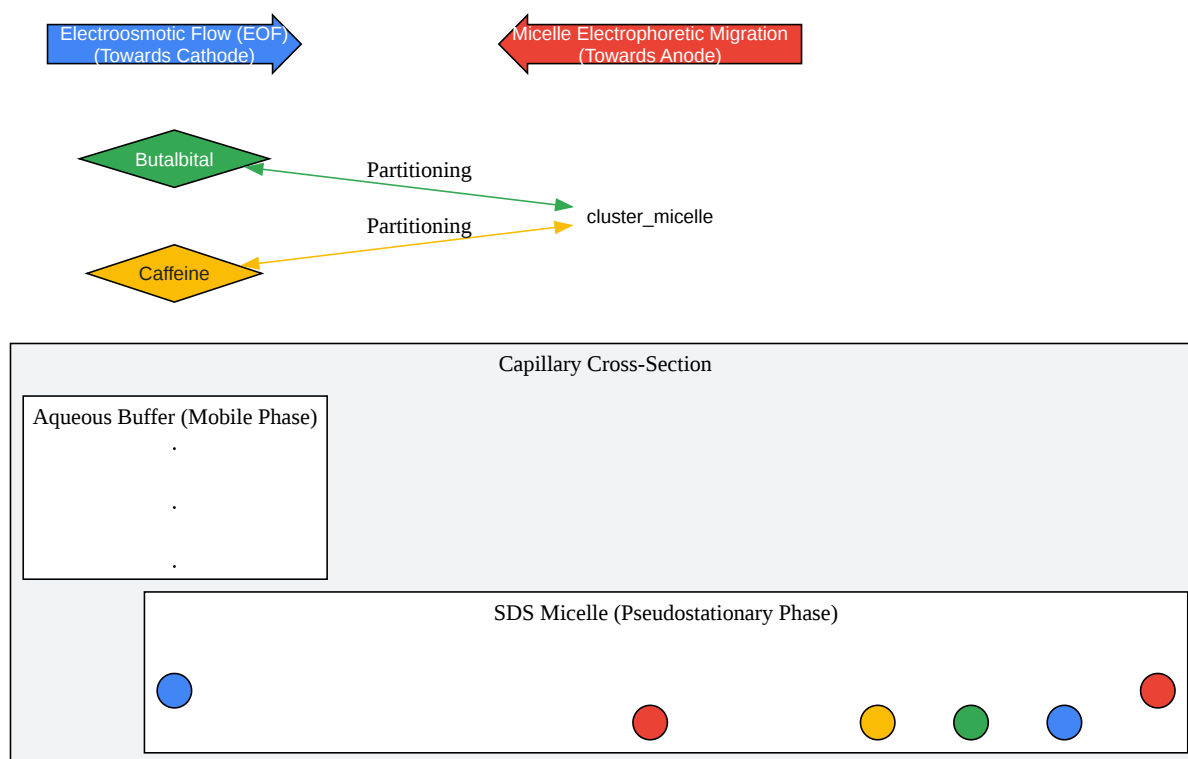 Electroosmotic Flow (EOF)
(Towards Cathode)
Micelle Electrophoretic Migration
(Towards Anode)
Butalbital
Partitioning
cluster_micelle
Partitioning
Caffeine
Capillary Cross-Section
Aqueous Buffer (Mobile Phase)
.
.
.
SDS Micelle (Pseudostationary Phase)